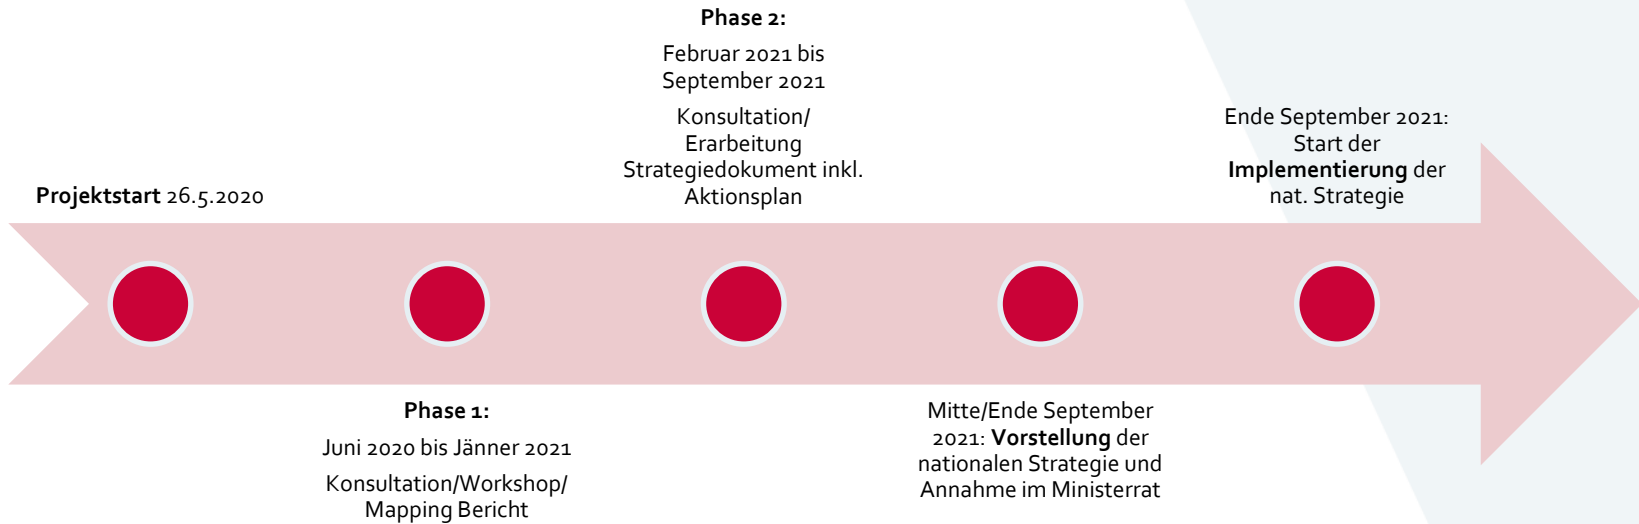 Projektstart 26.5.2020
Phase 1:
Juni 2020 bis Jänner 2021
Konsultation/Workshop/
Mapping Bericht
Phase 2:
Februar 2021 bis
September 2021
Konsultation/
Erarbeitung
Strategiedokument inkl.
Aktionsplan
Mitte/Ende September
2021: Vorstellung der
nationalen Strategie und
Annahme im Ministerrat
Ende September 2021:
Start der
Implementierung der
nat. Strategie